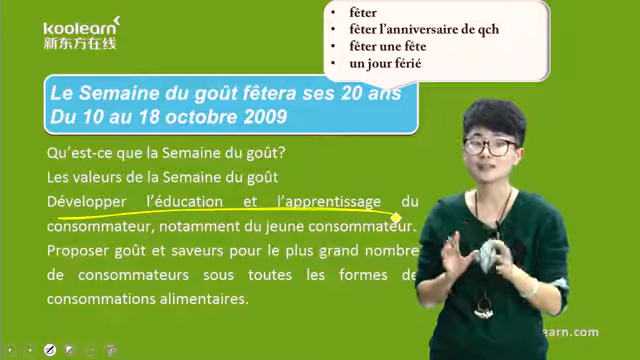 fêter
fêter l'anniversaire de qch
fêter une fête
un jour férié
koolearn
新东方在线
Le Semaine du goût fêtera ses 20 ans
Du 10 au 18 octobre 2009
Qu'est-ce que la Semaine du goût?
Les valeurs de la Semaine du goût
Développer l'éducation et l'apprentissage du
consommateur, notamment du jeune consommateur.
Proposer goût et saveurs pour le plus grand nombre
de consommateurs sous toutes les formes de
consommations alimentaires.
earn.com